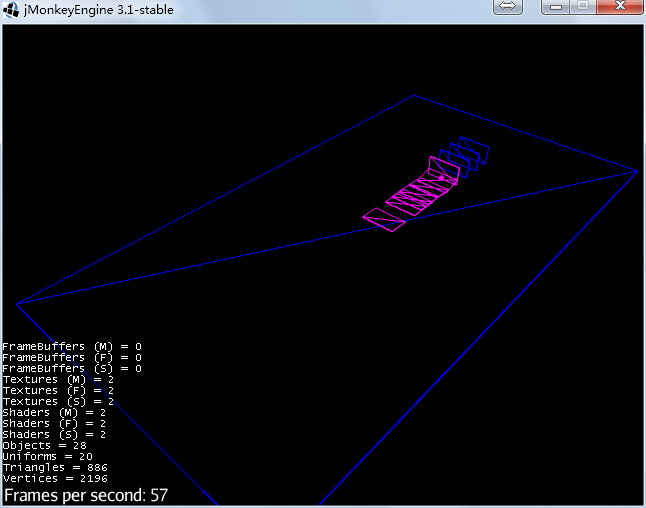 jMonkeyEngine 3.1-stable
FrameBuffers (M) = 0
FrameBuffers (F) = 0
FrameBuffers (S) = 0
Textures (M) = 2
Textures (F) = 2
Textures (S) = 2
Shaders (M) = 2
Shaders (F) = 2
Shaders (S) = 2
Objects = 28
Uniforms = 20
Triangles = 886
Vertices = 2196
Frames per second: 57